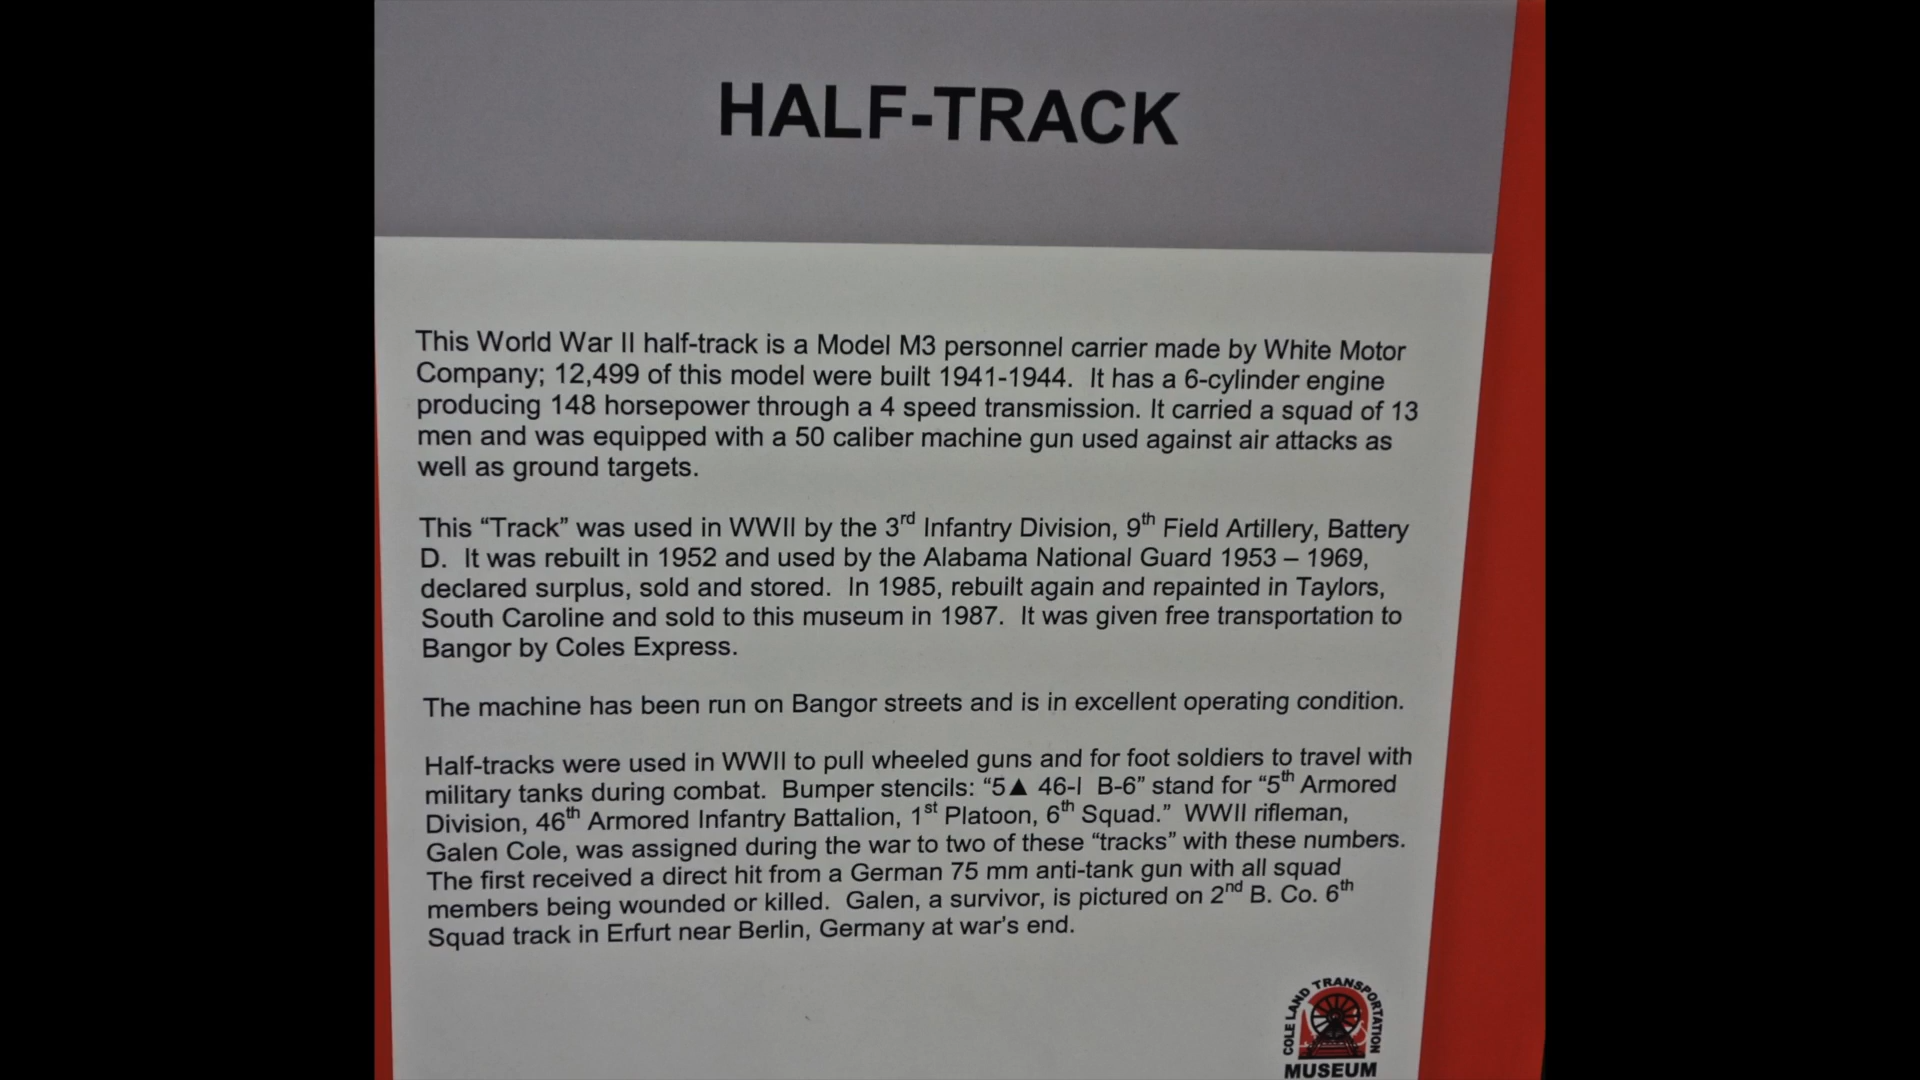 HALF-TRACK
This World War II half-track is a Model M3 personnel carrier made by White Motor
Company; 12,499 of this model were built 1941-1944. It has a 6-cylinder engine
producing 148 horsepower through a 4 speed transmission. It carried a squad of 13
men and was equipped with a 50 caliber machine gun used against air attacks as
well as ground targets.
This “Track” was used in WWII by the 3rd Infantry Division, 9th Field Artillery, Battery
D. It was rebuilt in 1952 and used by the Alabama National Guard 1953 – 1969,
declared surplus, sold and stored. In 1985, rebuilt again and repainted in Taylors,
South Caroline and sold to this museum in 1987. It was given free transportation to
Bangor by Coles Express.
The machine has been run on Bangor streets and is in excellent operating condition.
Half-tracks were used in WWII to pull wheeled guns and for foot soldiers to travel with
military tanks during combat. Bumper stencils: “5▲ 46-I B-6” stand for “5th Armored
Division, 46th Armored Infantry Battalion, 1st Platoon, 6th Squad.” WWII rifleman,
Galen Cole, was assigned during the war to two of these “tracks” with these numbers.
The first received a direct hit from a German 75 mm anti-tank gun with all squad
members being wounded or killed. Galen, a survivor, is pictured on 2nd B. Co. 6th
Squad track in Erfurt near Berlin, Germany at war's end.
COLE LAND TRANSPORTATION
MUSEUM